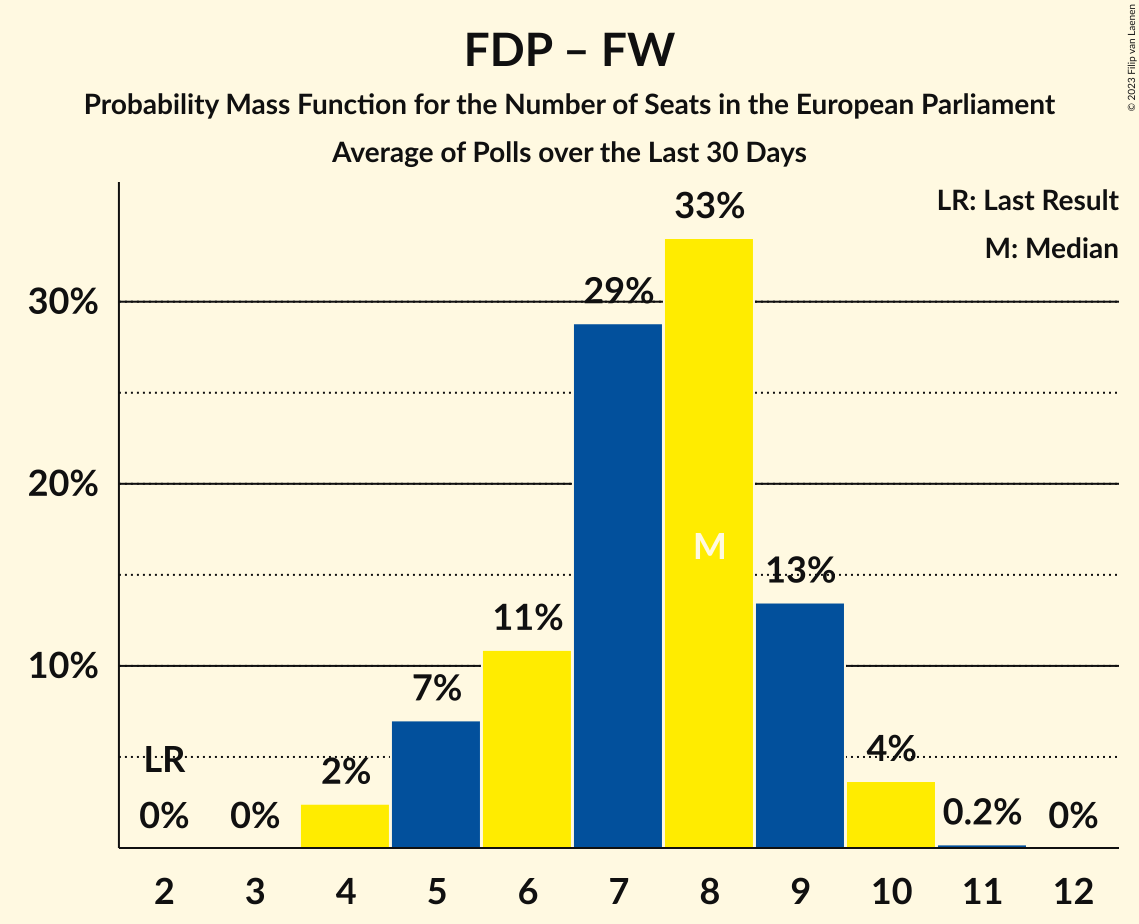 FDP – FW
Probability Mass Function for the Number of Seats in the European Parliament
Average of Polls over the Last 30 Days
© 2023 Filip van Laenen
LR: Last Result
M: Median
33%
29%
30%
20%
M
13%
11%
10%
7%
LR
4%
2%
0%
0%
0.2%
0%
2 3 4 5 6 7 8 9 10 11 12